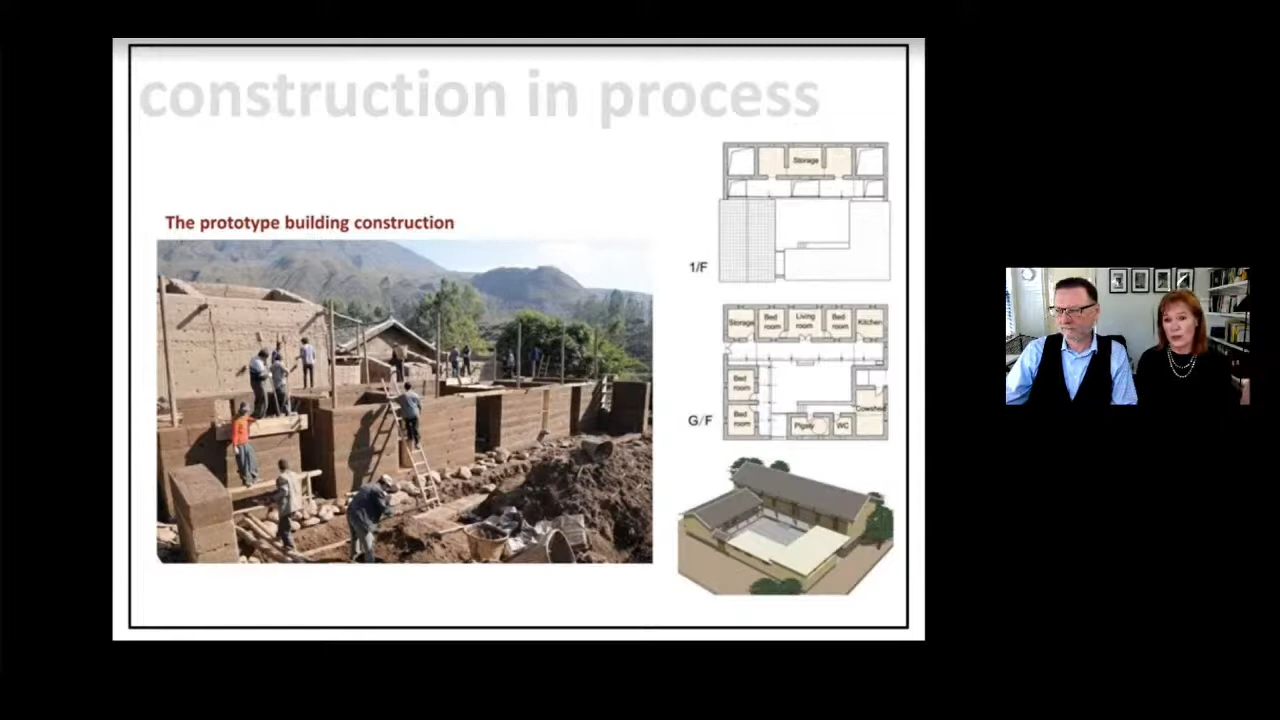 construction in process
The prototype building construction
Storage
1/F
Storage
Bed room
Living room
Bed room
Kitchen
Bed room
Bed room
Cowshed
Pigsty
WC
G/F